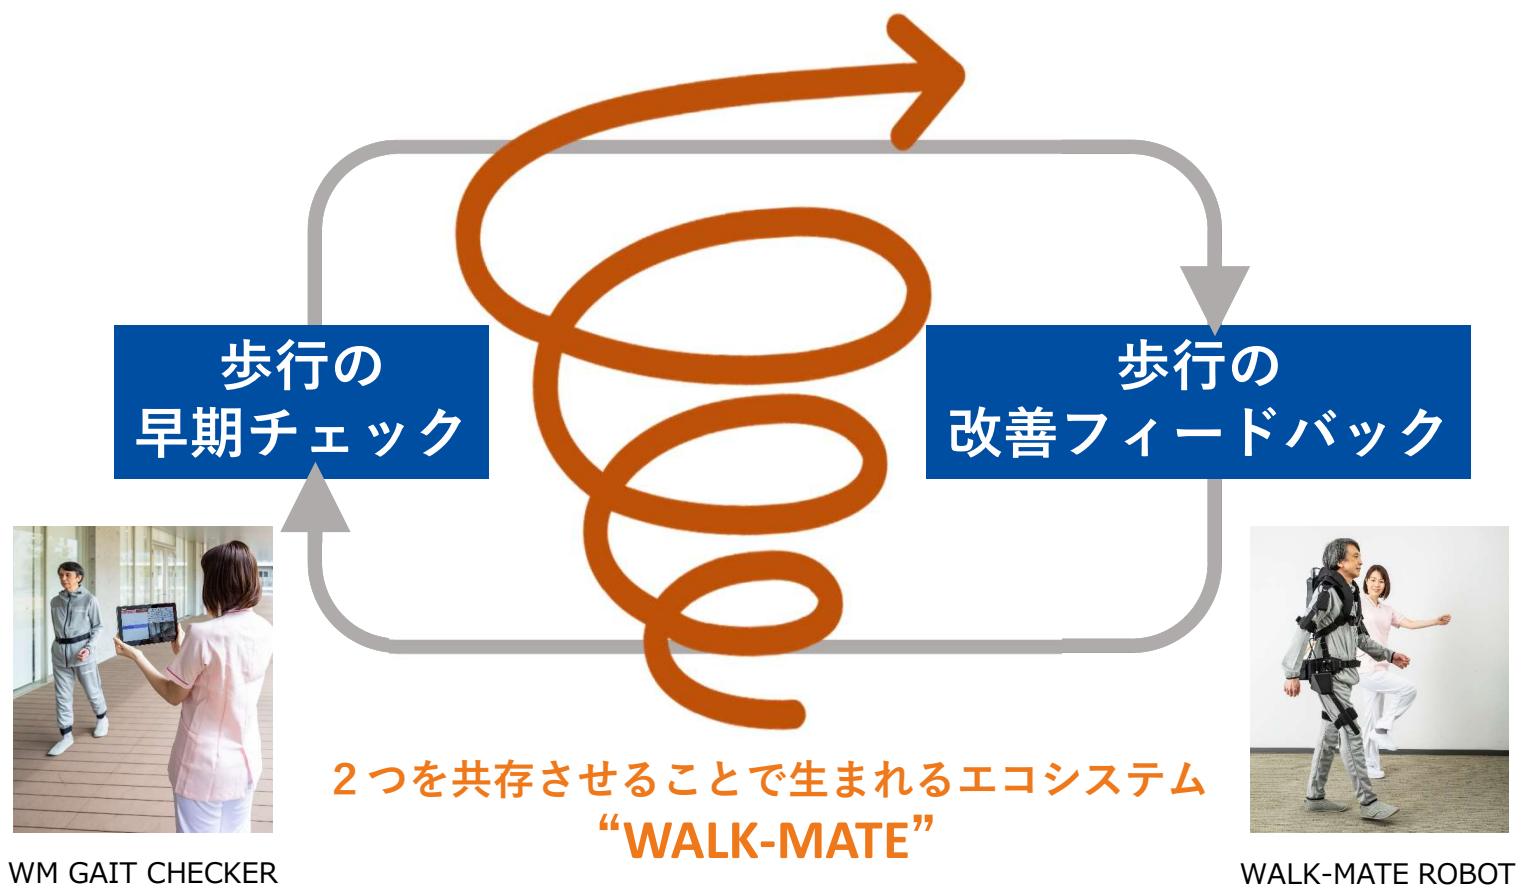 歩行の
早期チェック
歩行の
改善フィードバック
２つを共存させることで生まれるエコシステム
“WALK-MATE”
WM GAIT CHECKER
WALK-MATE ROBOT